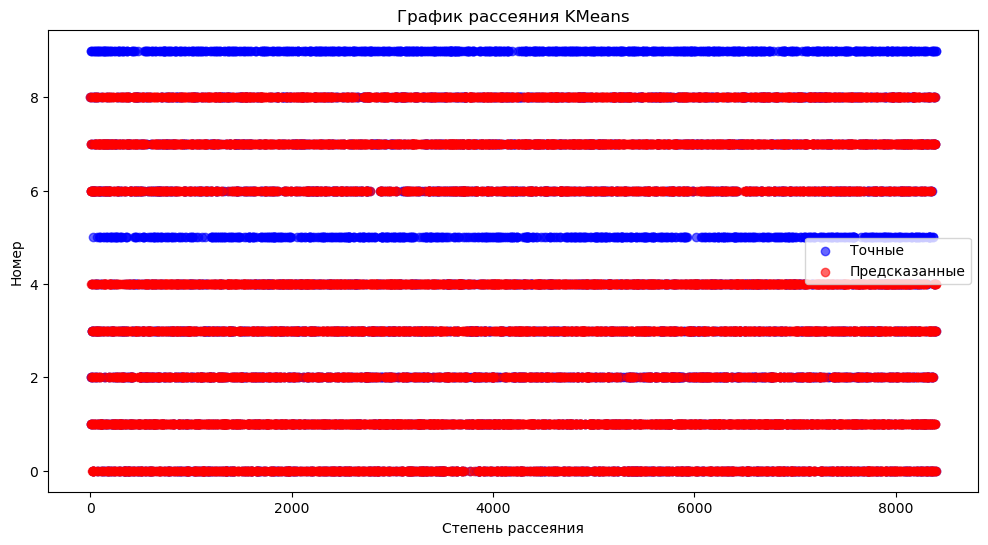 График рассеяния KMeans
Номер
8
6
4
2
0
Точные
Предсказанные
0 2000 4000 6000 8000
Степень рассеяния